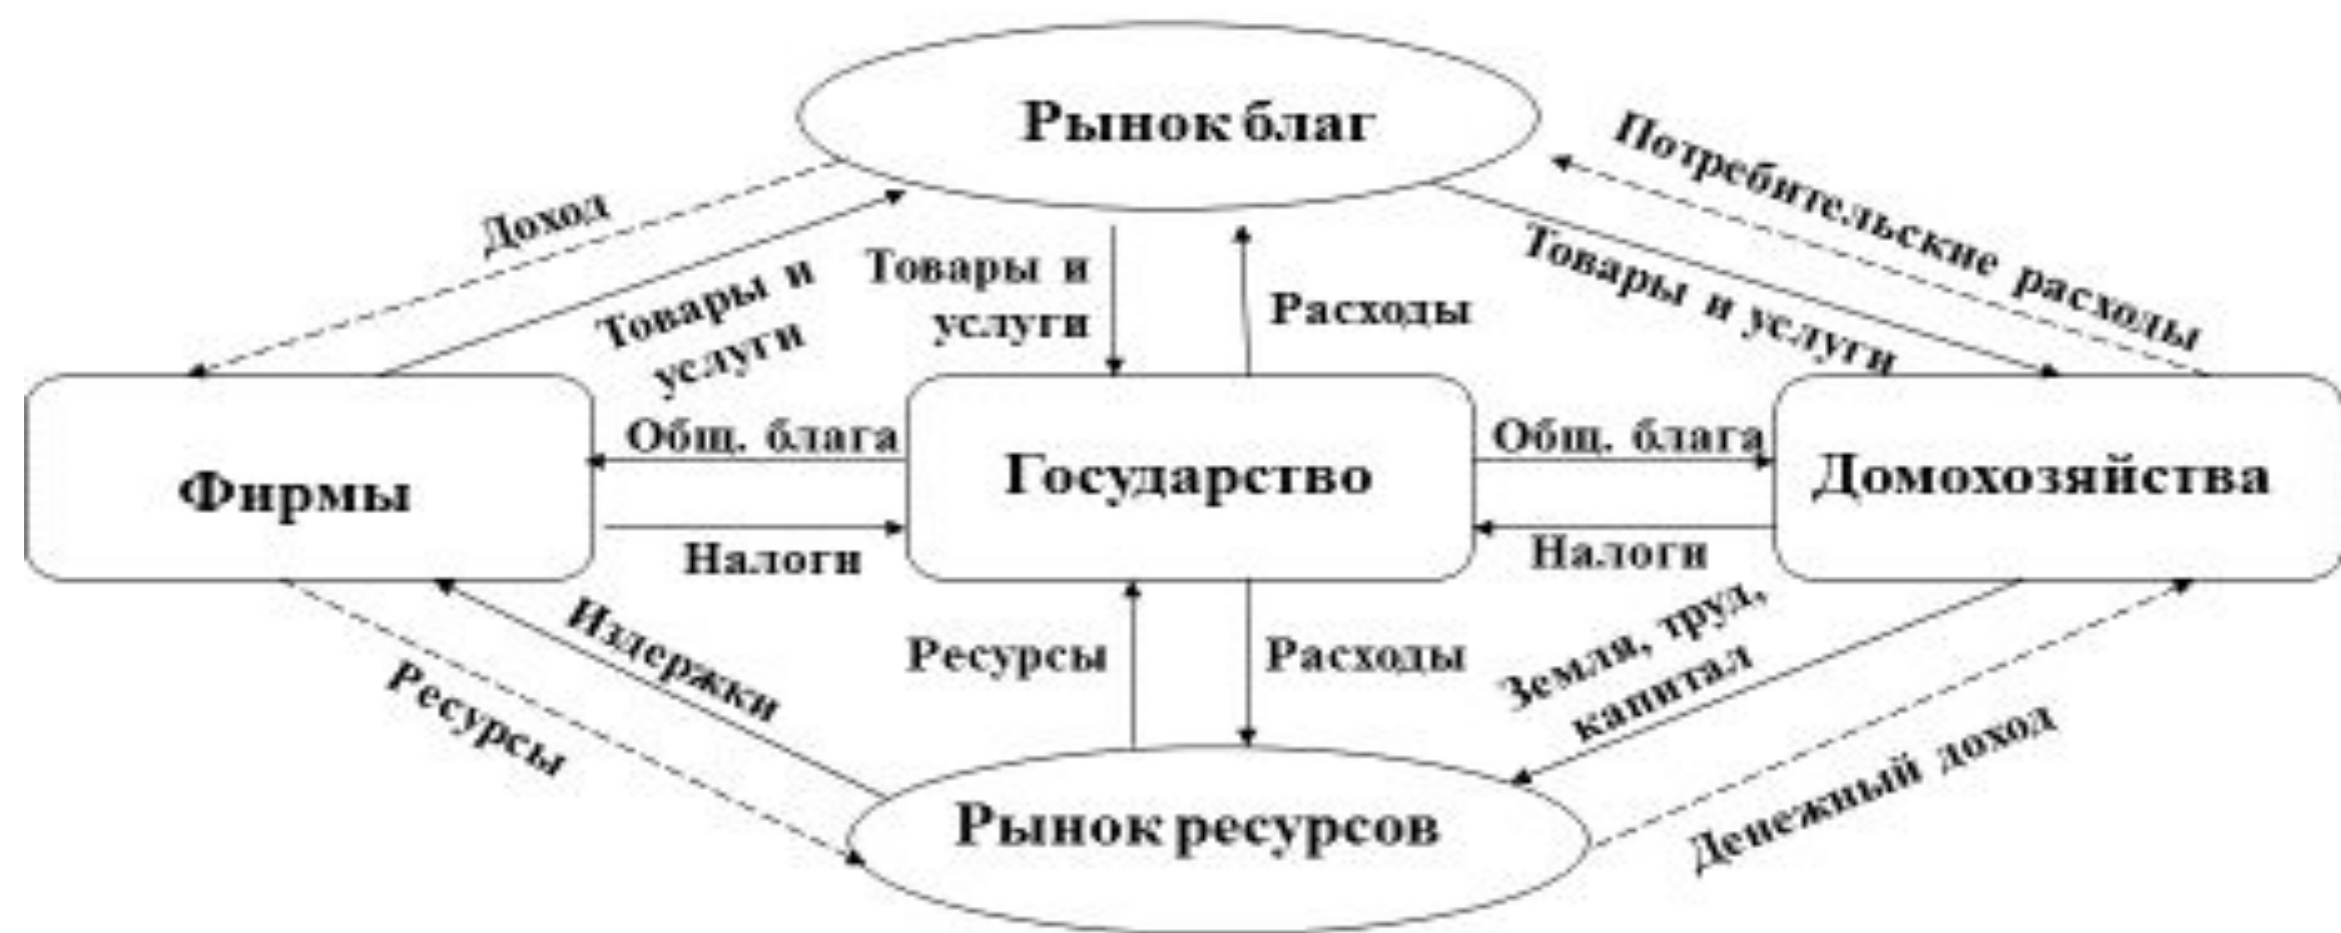 Рынок благ
Доход
Товары и
услуги
Товары и
услуги
Расходы
Товары и услуги
Потребительские расходы
Фирмы
Общ. блага
Налоги
Государство
Общ. блага
Налоги
Домохозяйства
Ресурсы
Издержки
Ресурсы
Расходы
Земля, труд,
капитал
Денежный доход
Рынок ресурсов